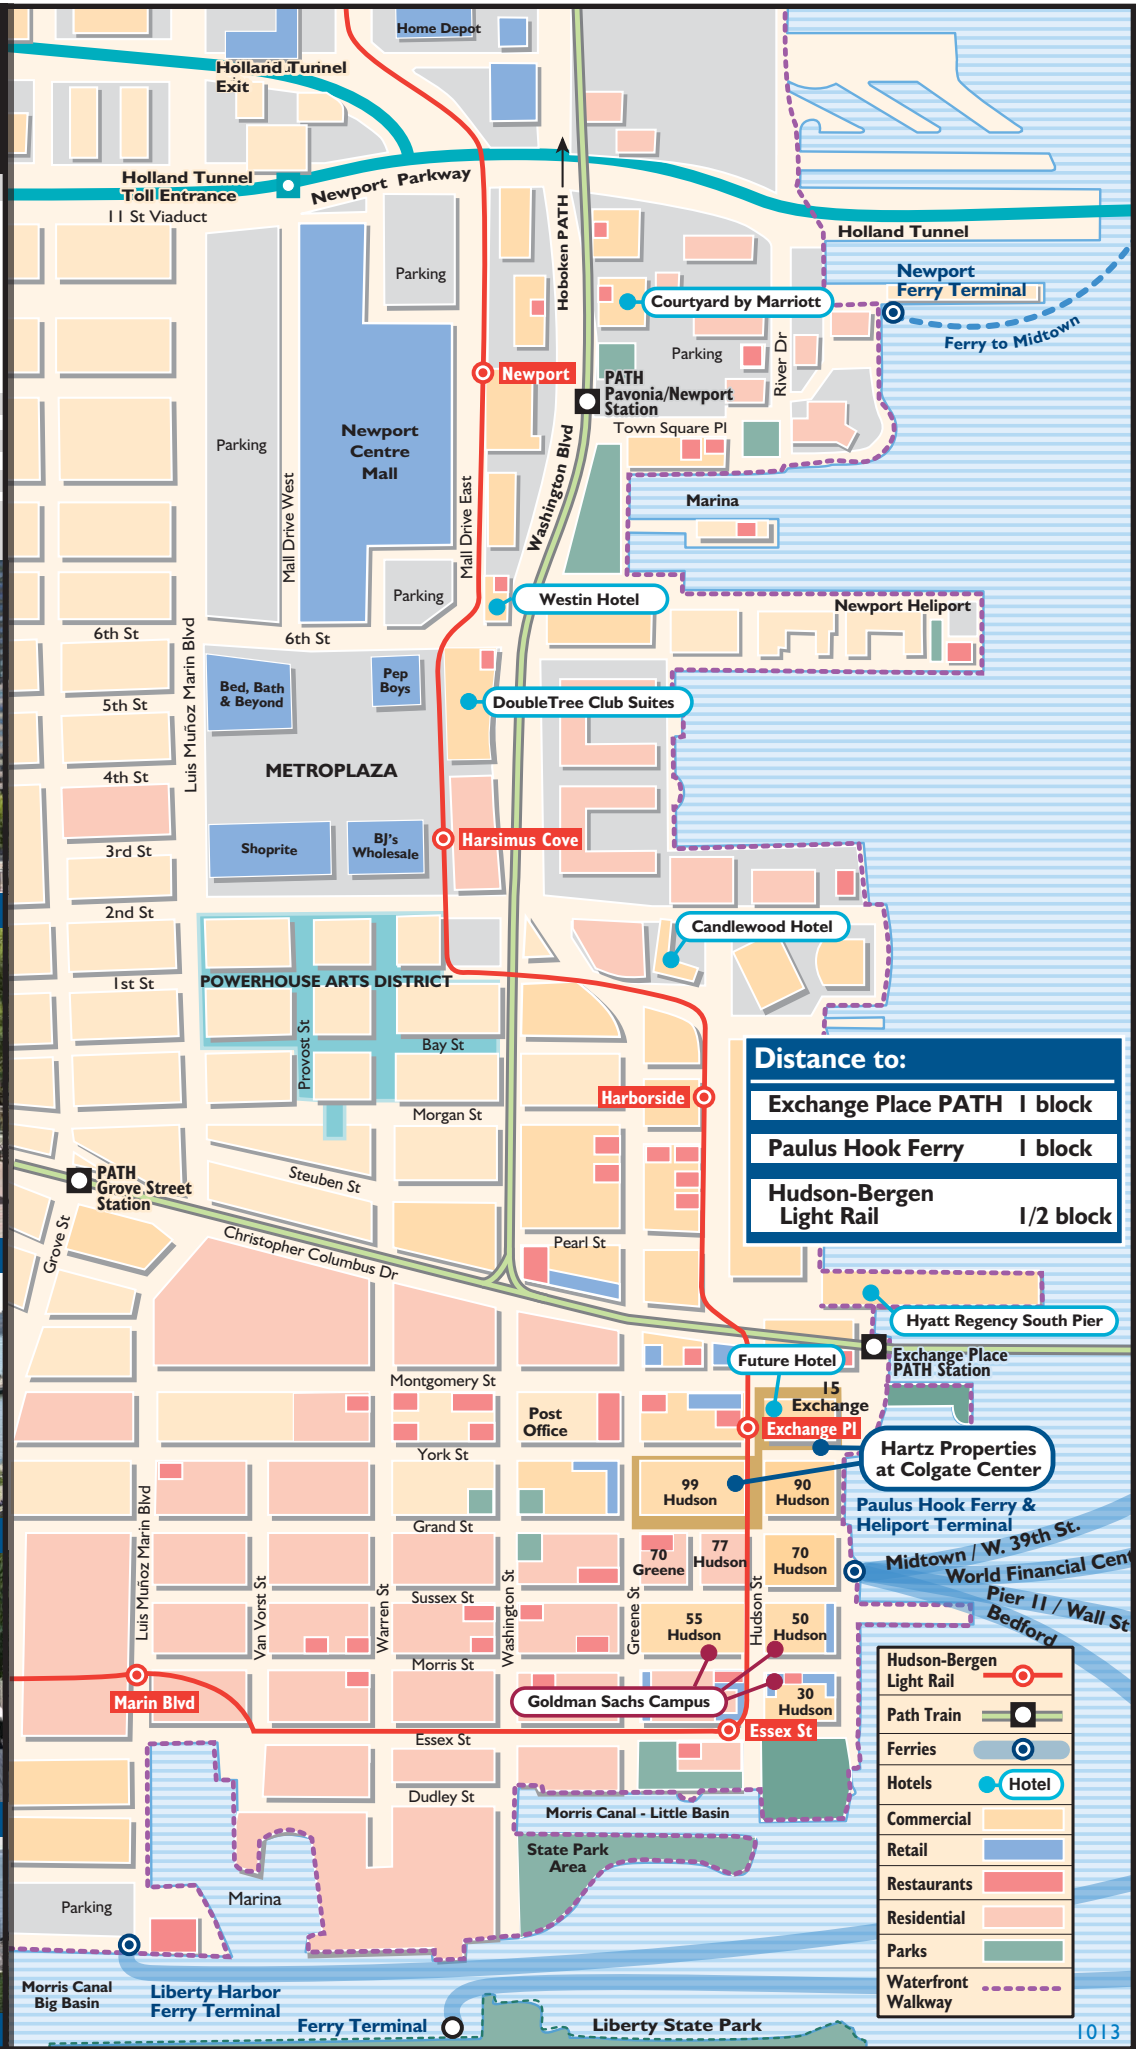 Home Depot
Holland Tunnel
Exit
Holland Tunnel
Toll Entrance
Newport Parkway
11 St Viaduct
Hoboken PATH
Holland Tunnel
Newport
Ferry Terminal
Ferry to Midtown
Parking
Courtyard by Marriott
Parking
River Dr
Newport
PATH
Pavonia/Newport
Station
Town Square Pl
Parking
Newport
Centre
Mall
Mall Drive West
Mall Drive East
Washington Blvd
Marina
Parking
Westin Hotel
Newport Heliport
6th St
6th St
Luis Muñoz Marin Blvd
Bed, Bath
& Beyond
Pep
Boys
5th St
DoubleTree Club Suites
METROPLAZA
4th St
Shoprite
BJ's
Wholesale
Harsimus Cove
3rd St
2nd St
Candlewood Hotel
POWERHOUSE ARTS DISTRICT
1st St
Provost St
Bay St
Morgan St
Harborside
Distance to:
Exchange Place PATH 1 block
Paulus Hook Ferry 1 block
Hudson-Bergen
Light Rail 1/2 block
PATH
Grove Street
Station
Steuben St
Grove St
Christopher Columbus Dr
Pearl St
Hyatt Regency South Pier
Exchange Place
PATH Station
Future Hotel
Montgomery St
15
Exchange
Post
Office
Exchange Pl
Hartz Properties
at Colgate Center
York St
99
Hudson
90
Hudson
Paulus Hook Ferry &
Heliport Terminal
Grand St
Luis Muñoz Marin Blvd
Van Vorst St
Warren St
Washington St
Greene St
Hudson St
70
Greene
77
Hudson
70
Hudson
Midtown / W. 39th St.
World Financial Cent
Pier 11 / Wall St
Bedford
Sussex St
55
Hudson
50
Hudson
Morris St
Marin Blvd
Goldman Sachs Campus
30
Hudson
Essex St
Essex St
Dudley St
Morris Canal - Little Basin
State Park
Area
Marina
Parking
Morris Canal
Big Basin
Liberty Harbor
Ferry Terminal
Ferry Terminal
Liberty State Park
Hudson-Bergen
Light Rail
Path Train
Ferries
Hotels
Hotel
Commercial
Retail
Restaurants
Residential
Parks
Waterfront
Walkway
1013